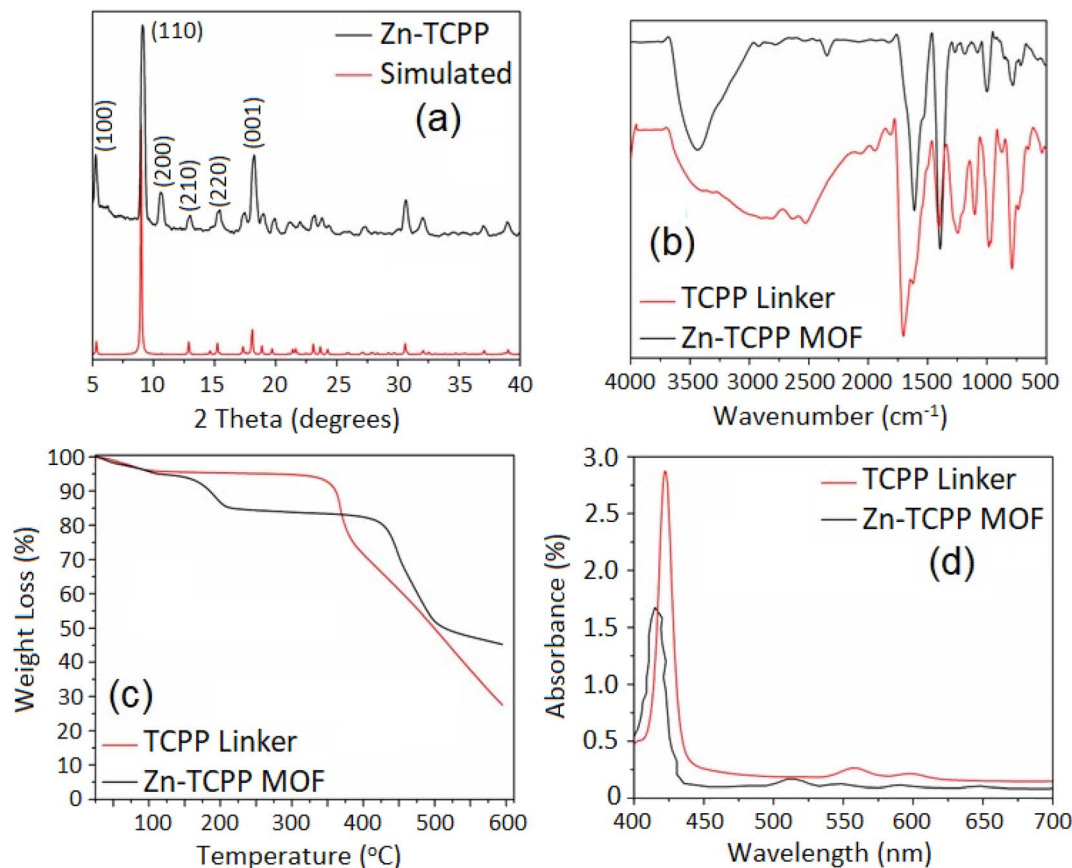 Zn-TCPP
Simulated
(a)
(100)
(110)
(200)
(210)
(220)
(001)
5 10 15 20 25 30 35 40
2 Theta (degrees)
(b)
TCPP Linker
Zn-TCPP MOF
4000 3500 3000 2500 2000 1500 1000 500
Wavenumber (cm⁻¹)
Weight Loss (%)
100
90
80
70
60
50
40
30
20
10
0
(c)
TCPP Linker
Zn-TCPP MOF
100 200 300 400 500 600
Temperature (°C)
Absorbance (%)
3.0
2.5
2.0
1.5
1.0
0.5
0
TCPP Linker
Zn-TCPP MOF
(d)
400 450 500 550 600 650 700
Wavelength (nm)